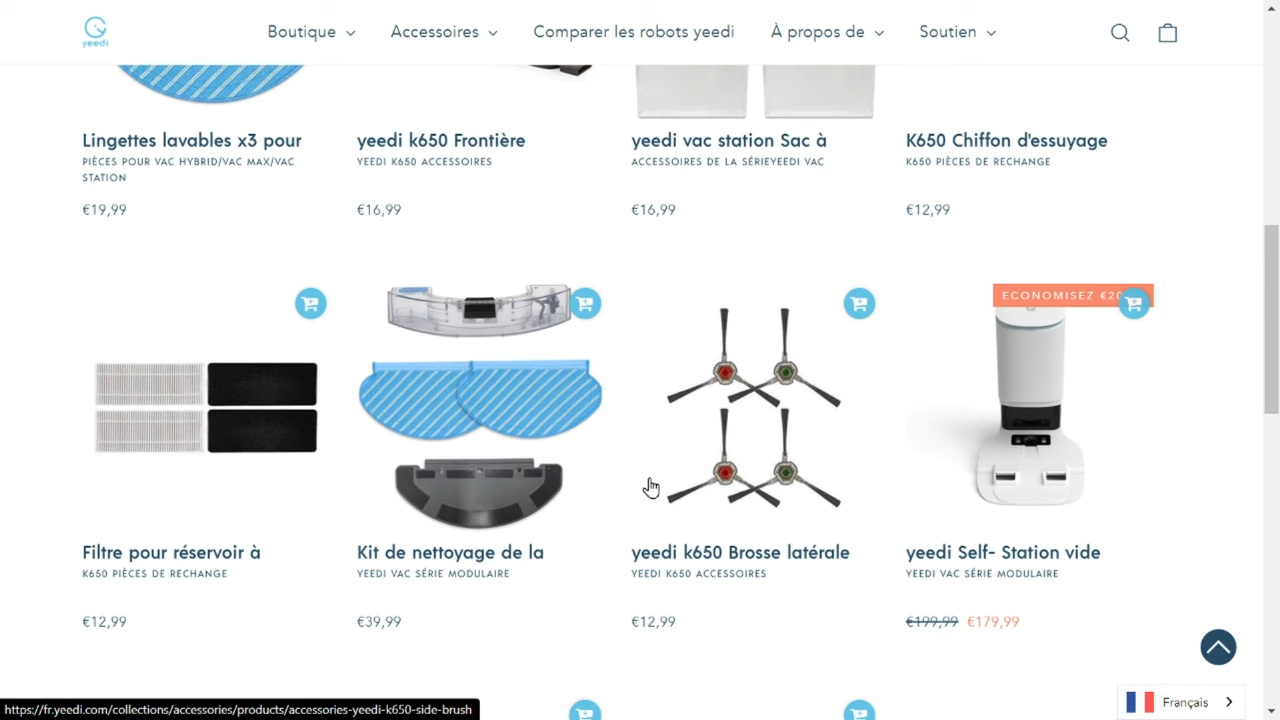 yeedi
Boutique
Accessoires
Comparer les robots yeedi
À propos de
Soutien
Lingettes lavables x3 pour
PIÈCES POUR VAC HYBRID/VAC MAX/VAC
STATION
€19,99
yeedi k650 Frontière
YEEDI K650 ACCESSOIRES
€16,99
yeedi vac station Sac à
ACCESSOIRES DE LA SÉRIEYEEDI VAC
€16,99
K650 Chiffon d'essuyage
K650 PIÈCES DE RECHANGE
€12,99
Filtre pour réservoir à
K650 PIÈCES DE RECHANGE
€12,99
Kit de nettoyage de la
YEEDI VAC SÉRIE MODULAIRE
€39,99
yeedi k650 Brosse latérale
YEEDI K650 ACCESSOIRES
€12,99
ECONOMISEZ
yeedi Self- Station vide
YEEDI VAC SÉRIE MODULAIRE
€199,99 €179,99
Français
https://fr.yeedi.com/collections/accessories/products/accessories-yeedi-k650-side-brush